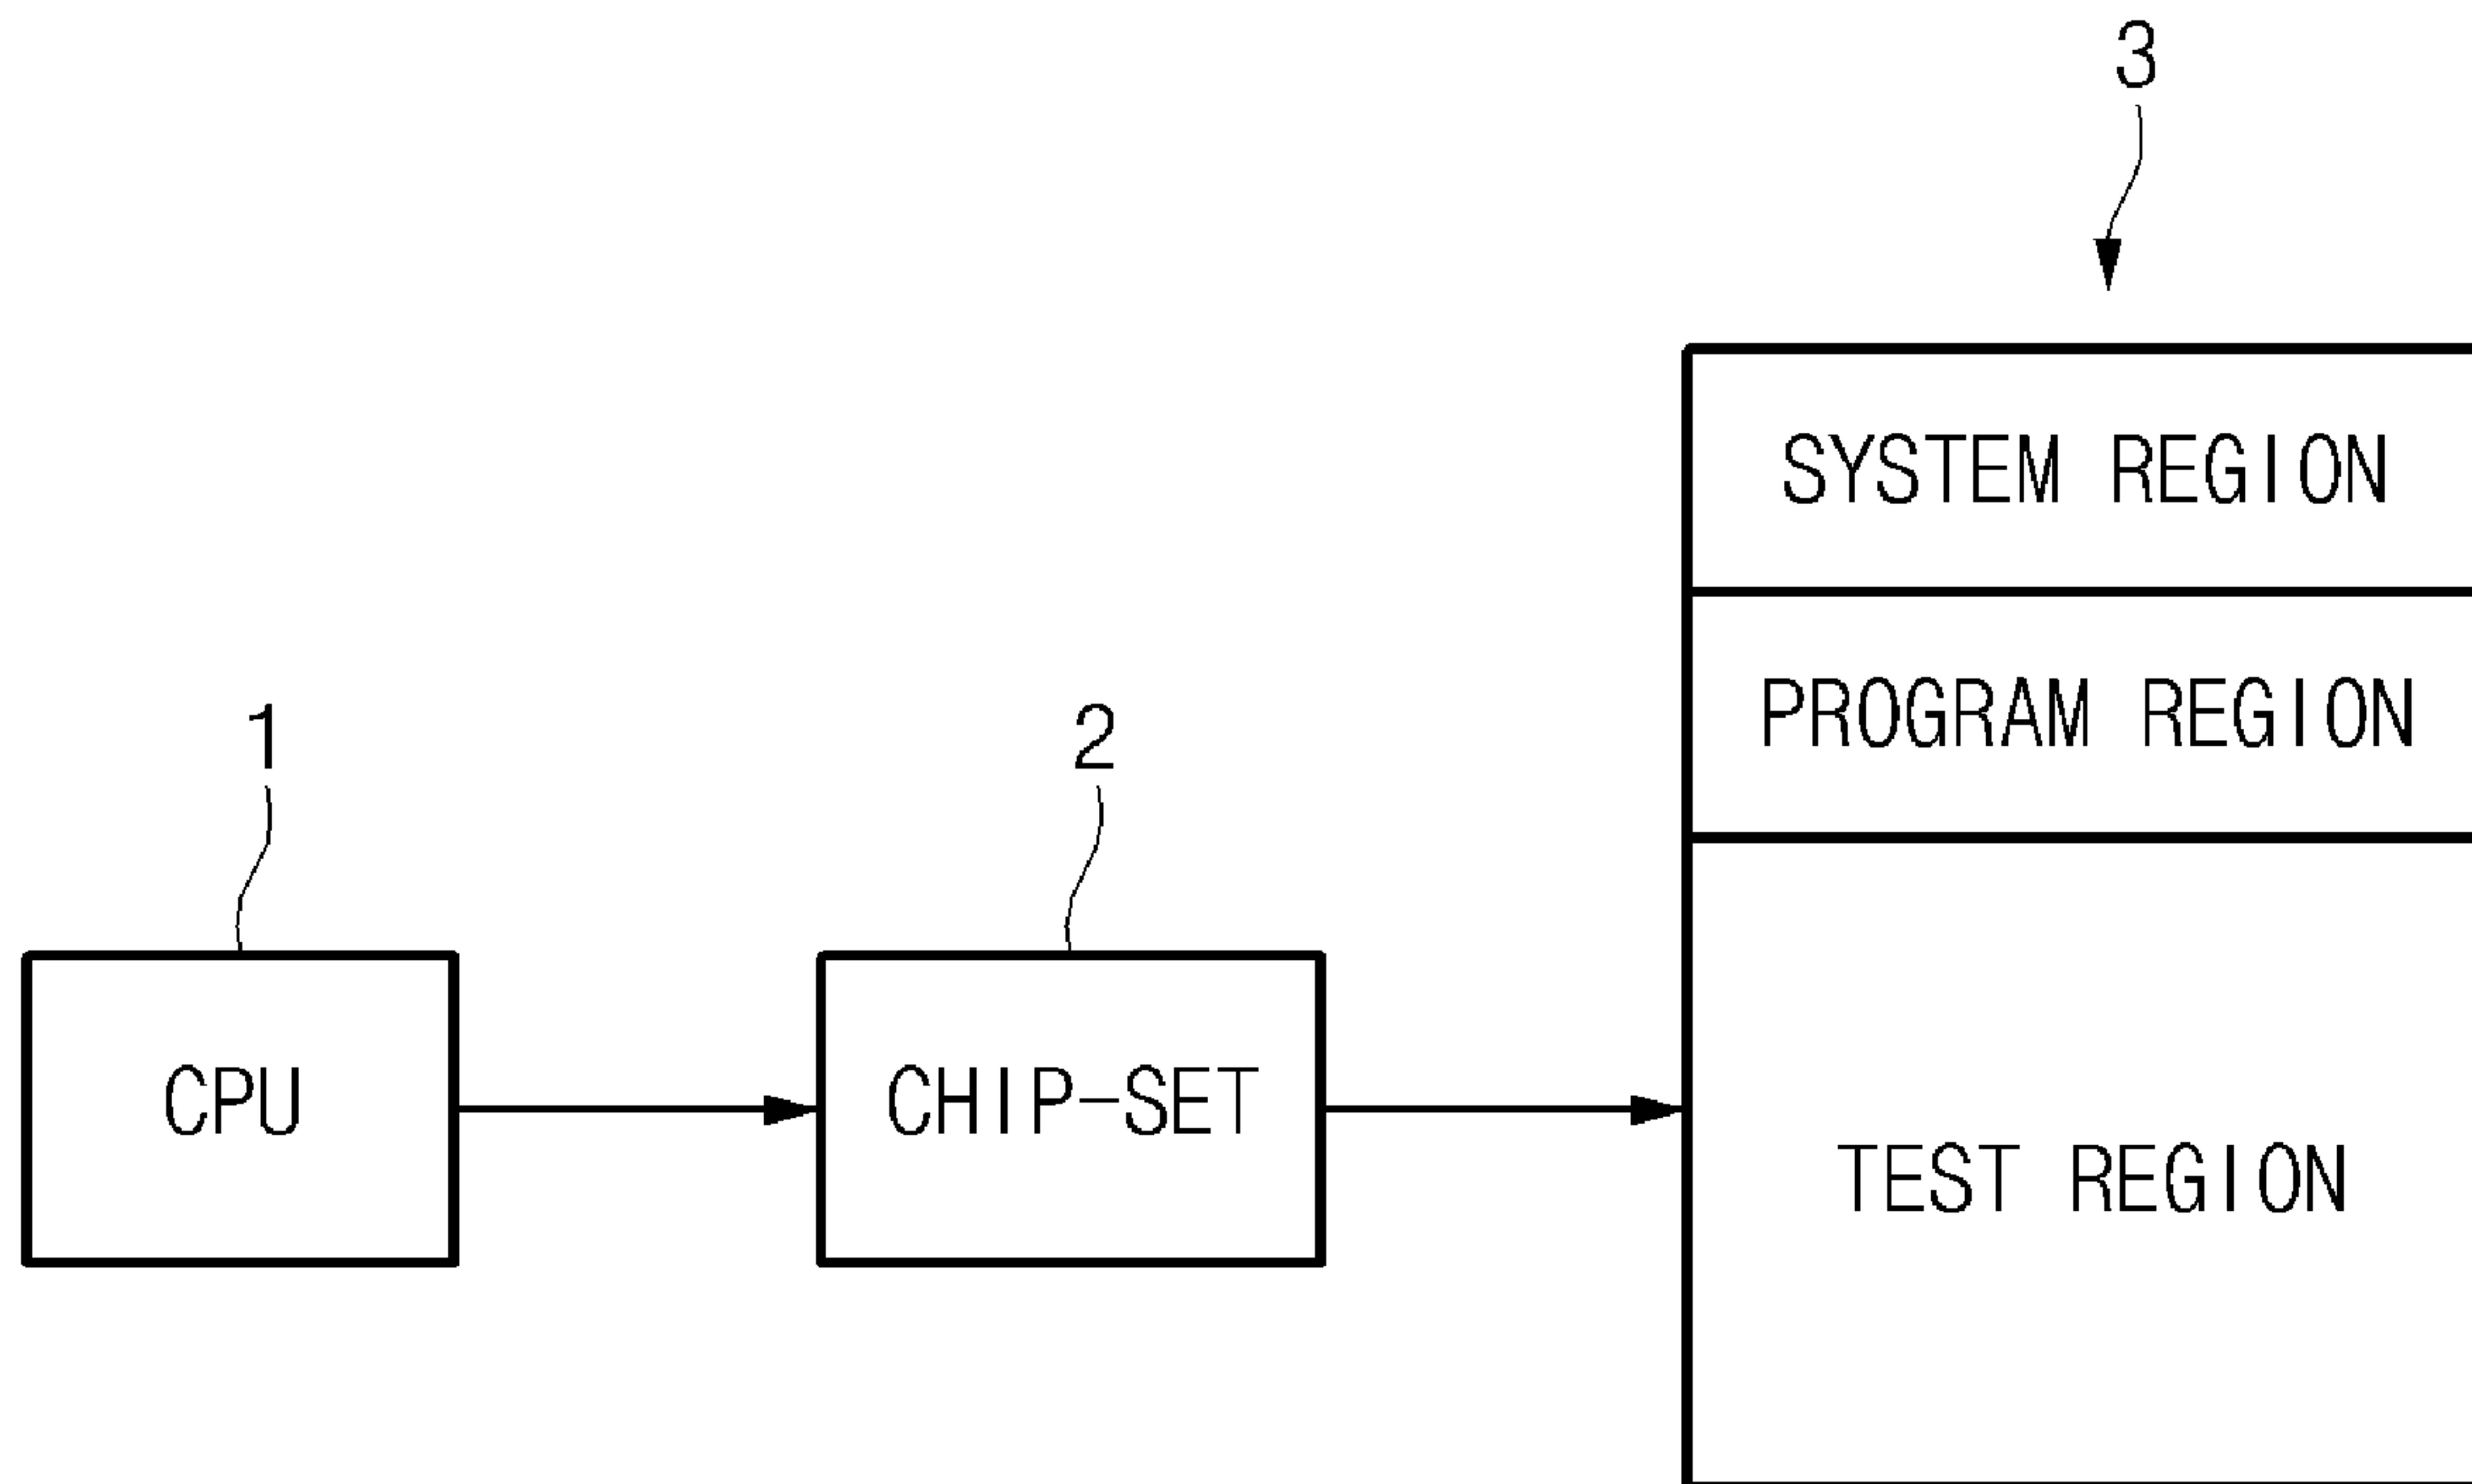 3
SYSTEM REGION
PROGRAM REGION
1
2
CPU
CHIP-SET
TEST REGION